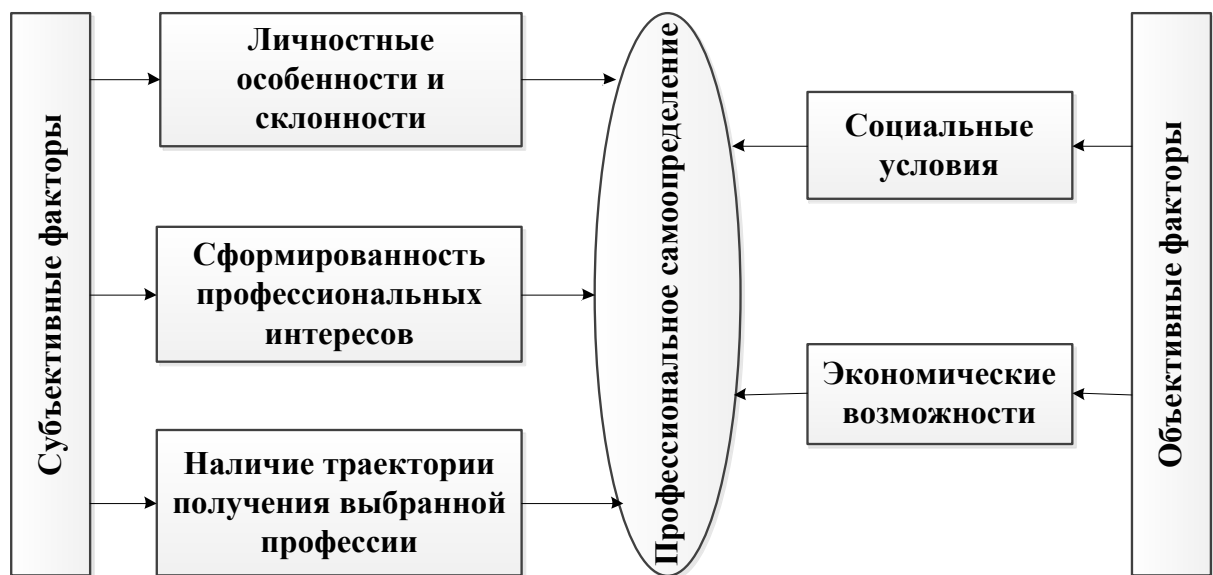 Субъективные факторы
Личностные
особенности и
склонности
Сформированность
профессиональных
интересов
Наличие траектории
получения выбранной
профессии
Профессиональное самоопределение
Социальные
условия
Экономические
возможности
Объективные факторы